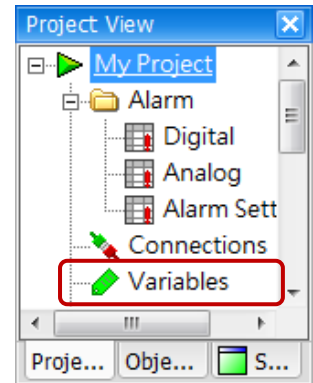 Project View
My Project
Alarm
Digital
Analog
Alarm Sett
Connections
Variables
Proje... Obje... S...